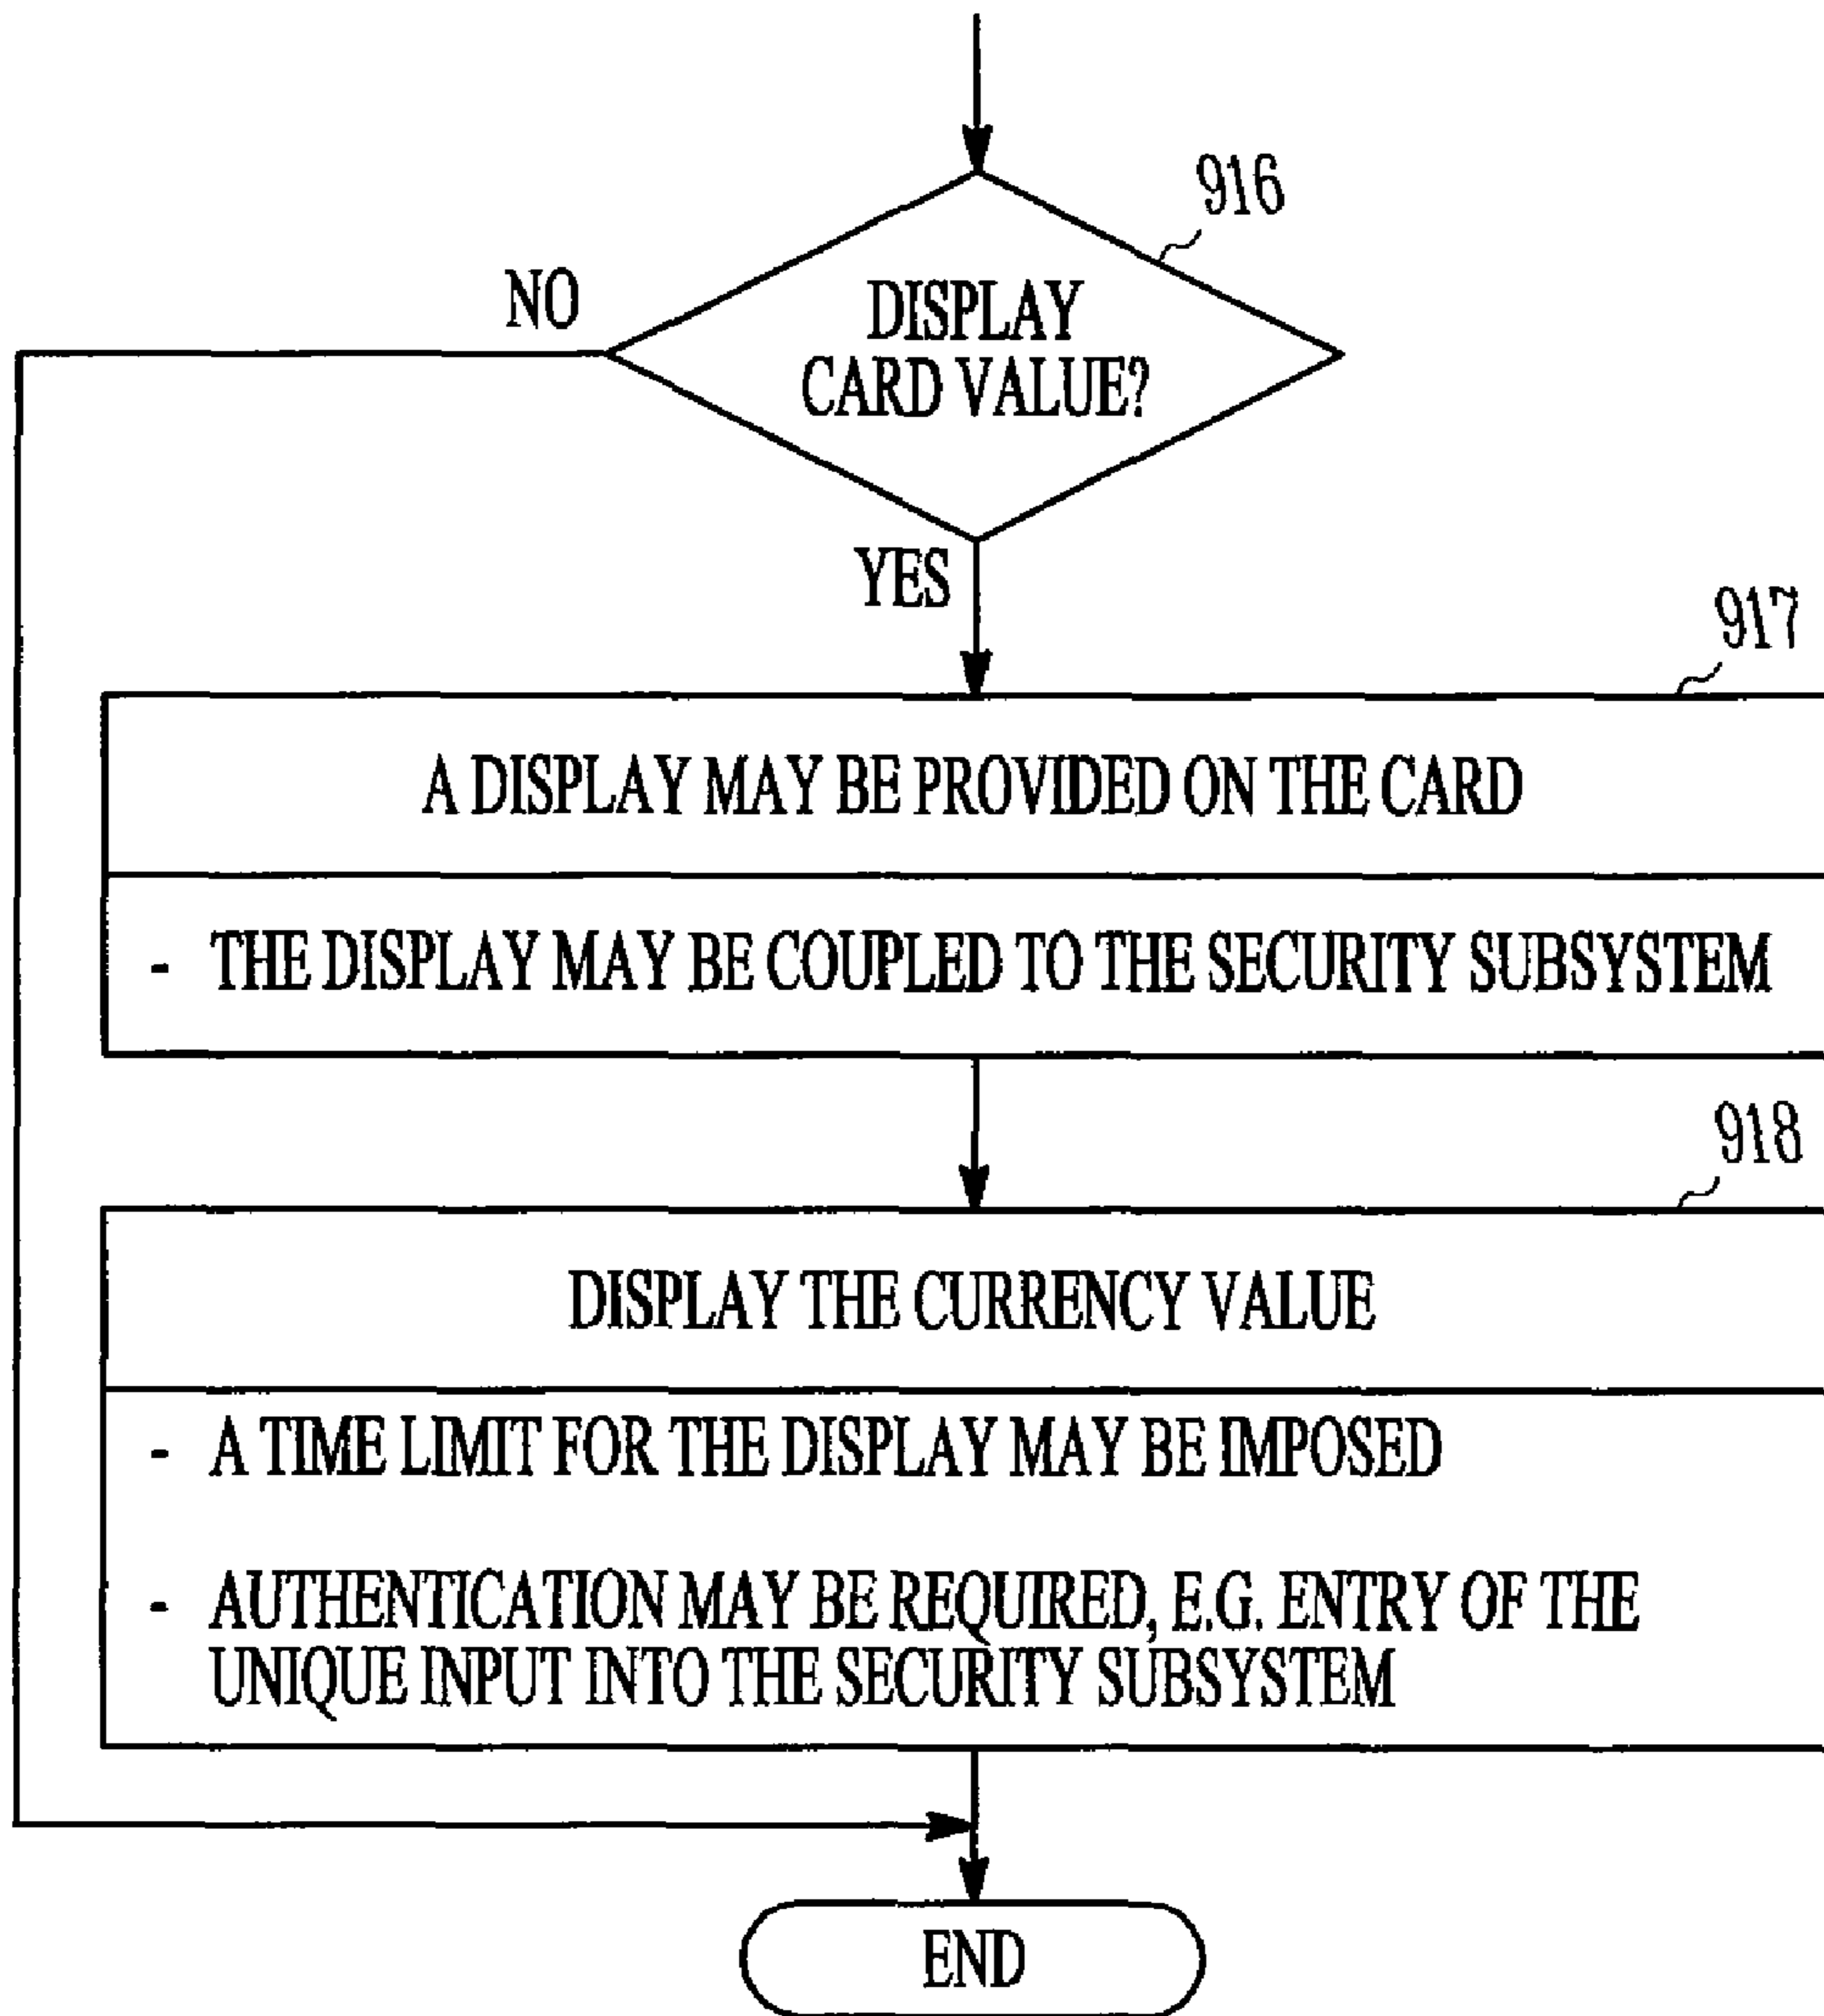 916
NO
DISPLAY
CARD VALUE?
YES
917
A DISPLAY MAY BE PROVIDED ON THE CARD
- THE DISPLAY MAY BE COUPLED TO THE SECURITY SUBSYSTEM
918
DISPLAY THE CURRENCY VALUE
- A TIME LIMIT FOR THE DISPLAY MAY BE IMPOSED
- AUTHENTICATION MAY BE REQUIRED, E.G. ENTRY OF THE
UNIQUE INPUT INTO THE SECURITY SUBSYSTEM
END